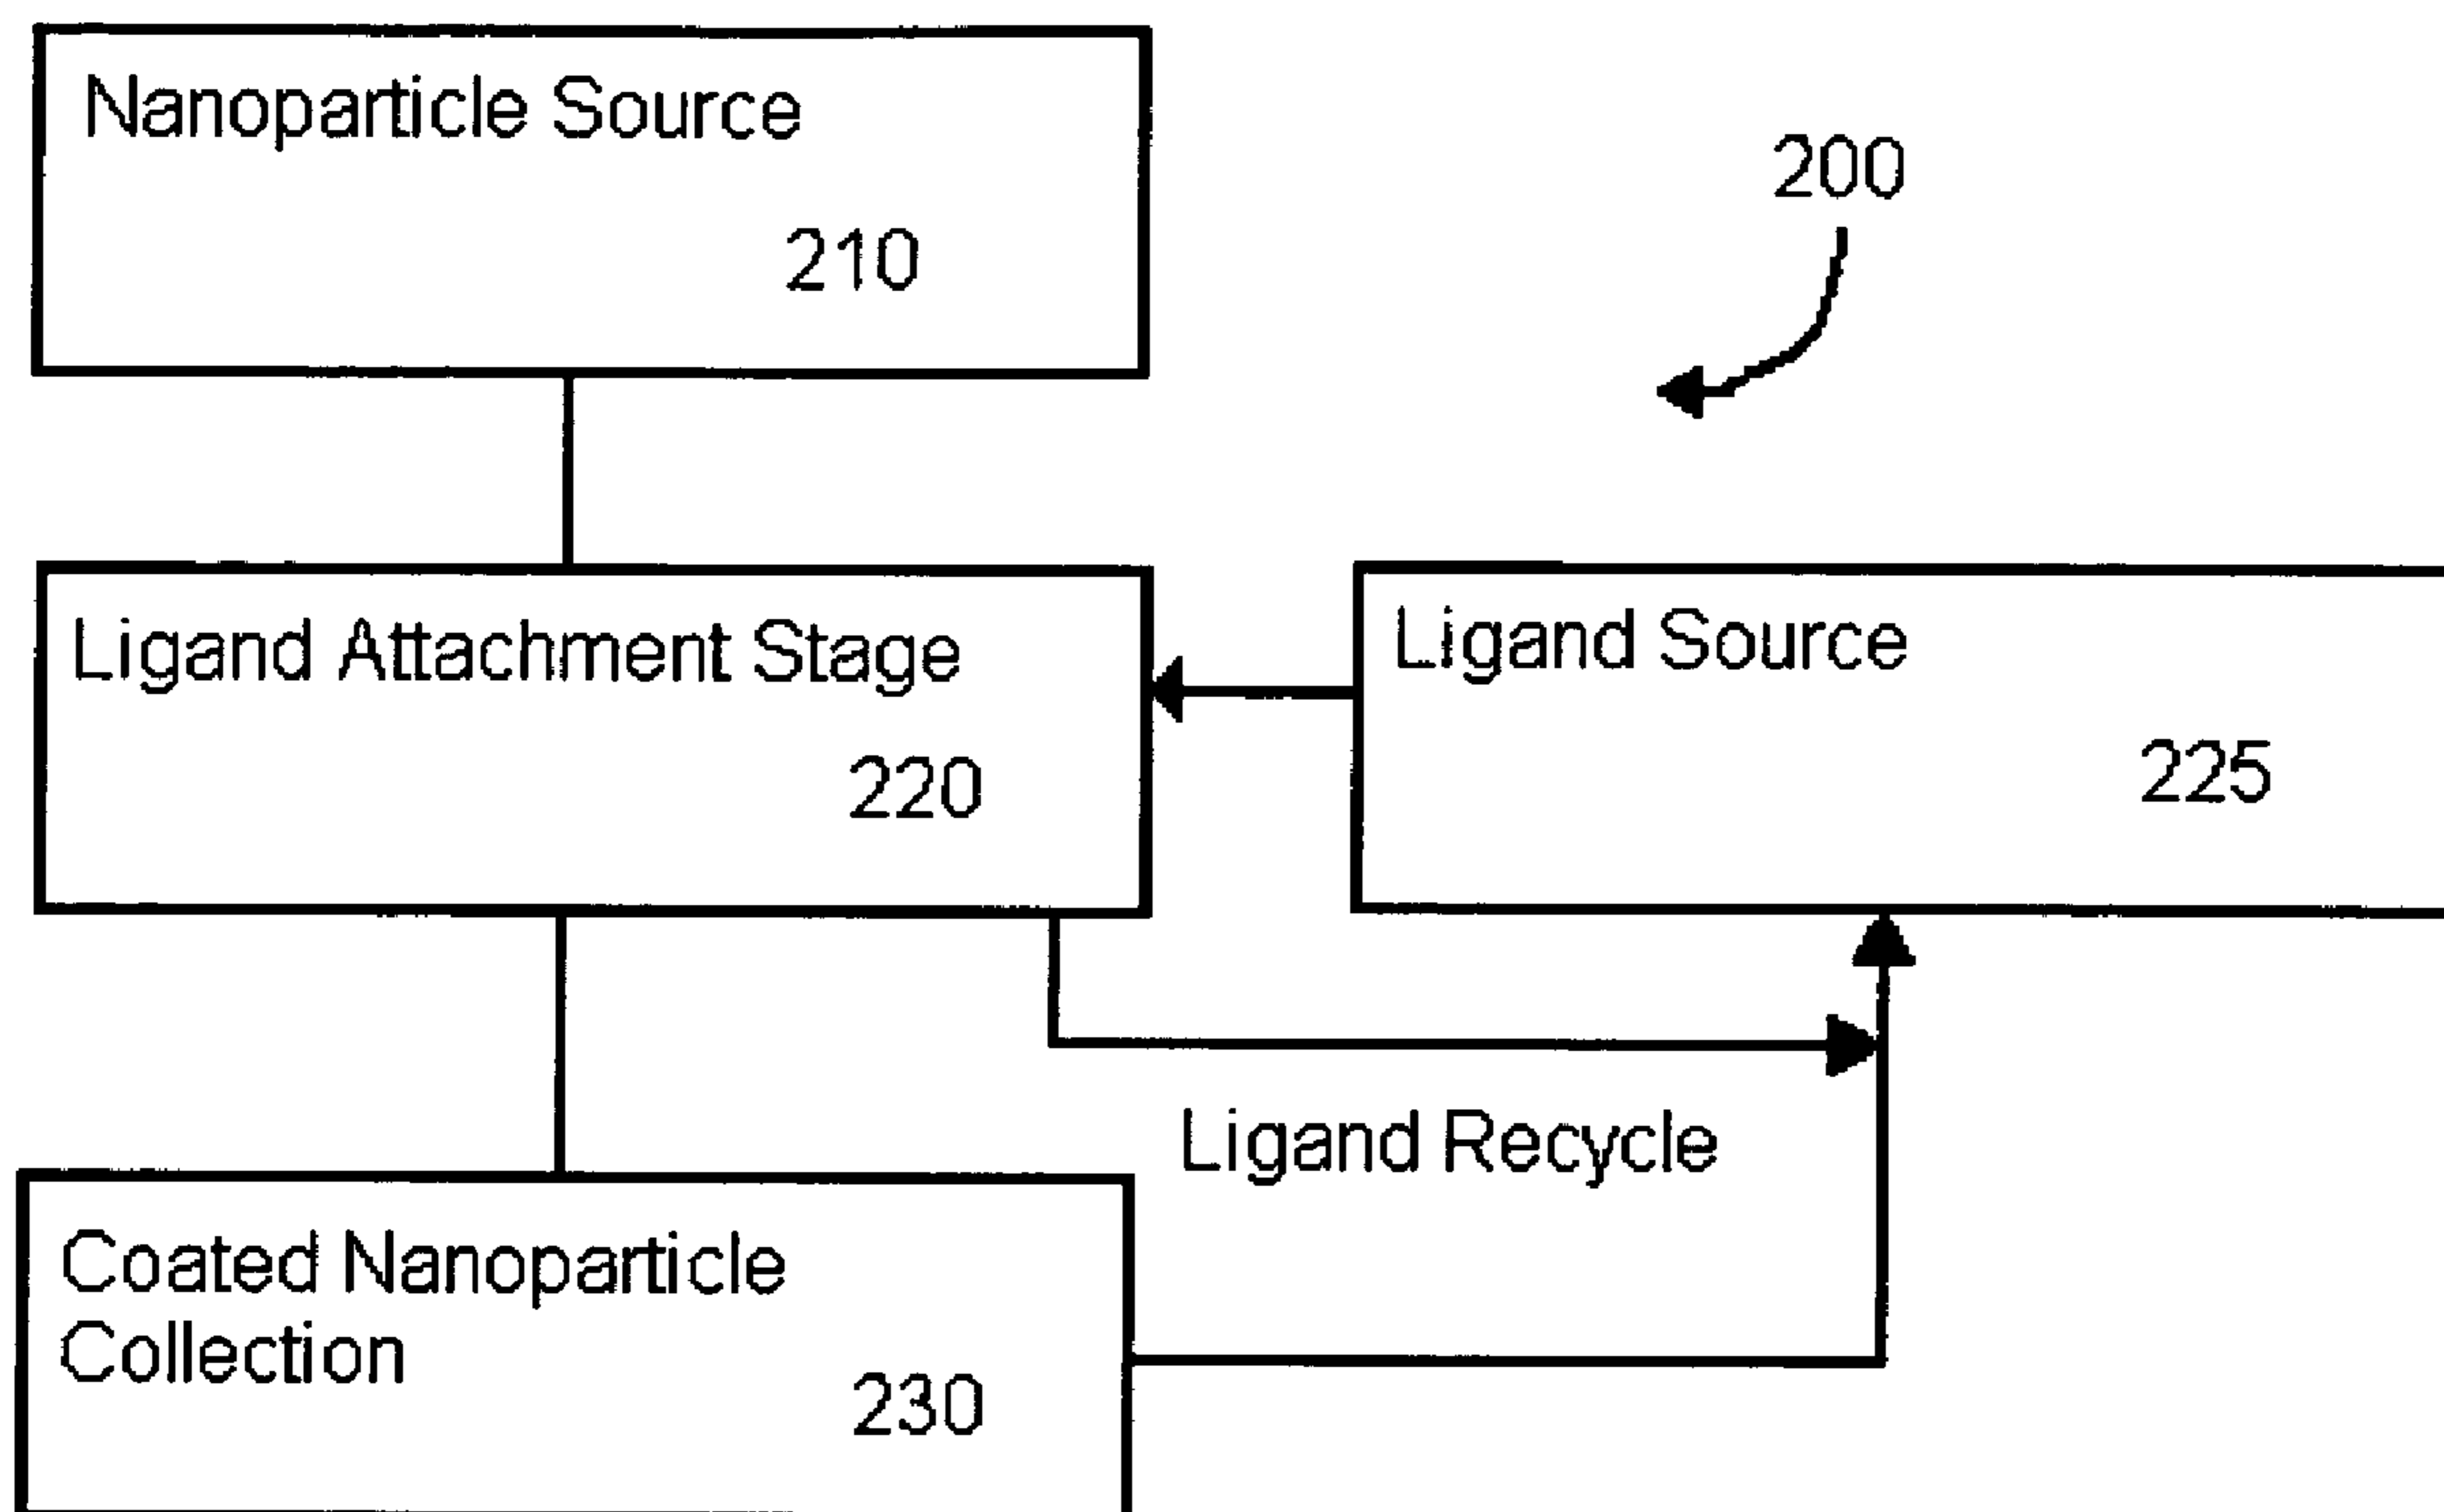 Nanoparticle Source
210
200
Ligand Attachment Stage
220
Ligand Source
225
Ligand Recycle
Coated Nanoparticle
Collection
230